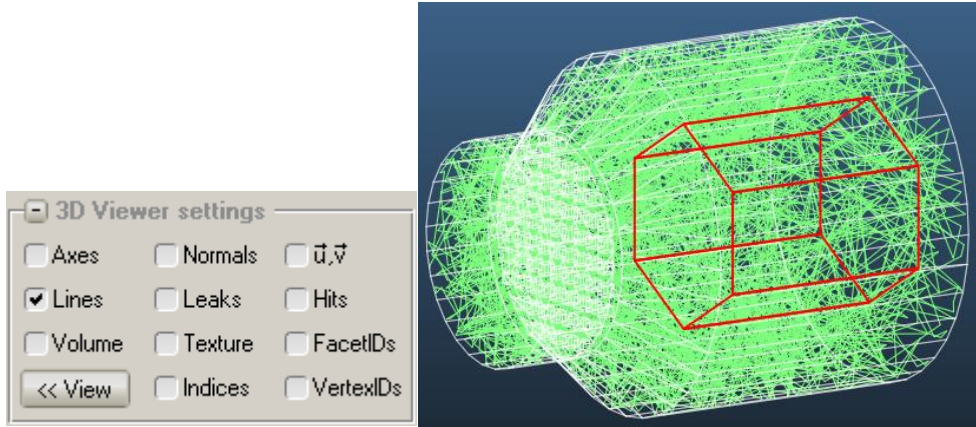 3D Viewer settings
Axes Normals u⃗,v⃗
Lines Leaks Hits
Volume Texture FacetIDs
<< View Indices VertexIDs